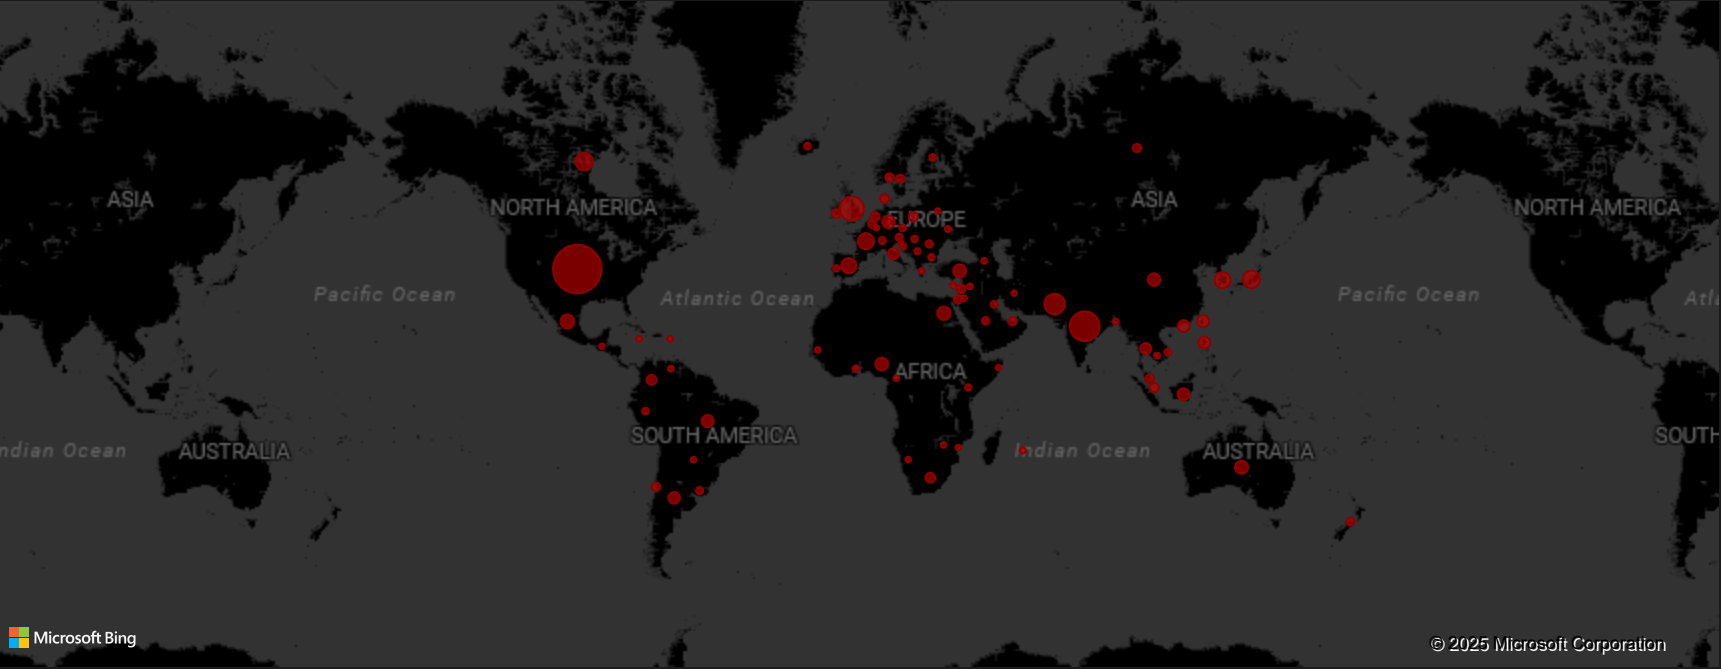 ASIA
NORTH AMERICA
EUROPE
ASIA
NORTH AMERICA
Pacific Ocean
Atlantic Ocean
Pacific Ocean
Atl
AFRICA
SOUTH AMERICA
SOUTH
ndian Ocean
AUSTRALIA
Indian Ocean
AUSTRALIA
Microsoft Bing
© 2025 Microsoft Corporation